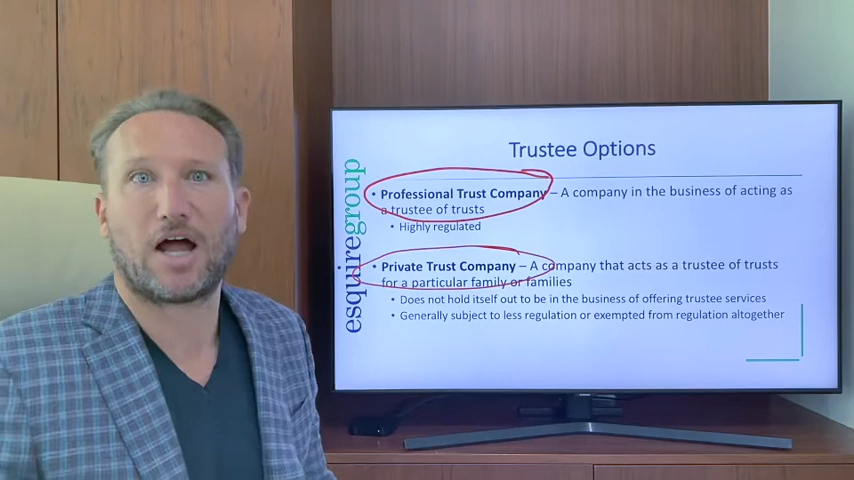 Trustee Options
• Professional Trust Company – A company in the business of acting as
a trustee of trusts
• Highly regulated
• Private Trust Company – A company that acts as a trustee of trusts
for a particular family or families
• Does not hold itself out to be in the business of offering trustee services
• Generally subject to less regulation or exempted from regulation altogether
esquiregroup